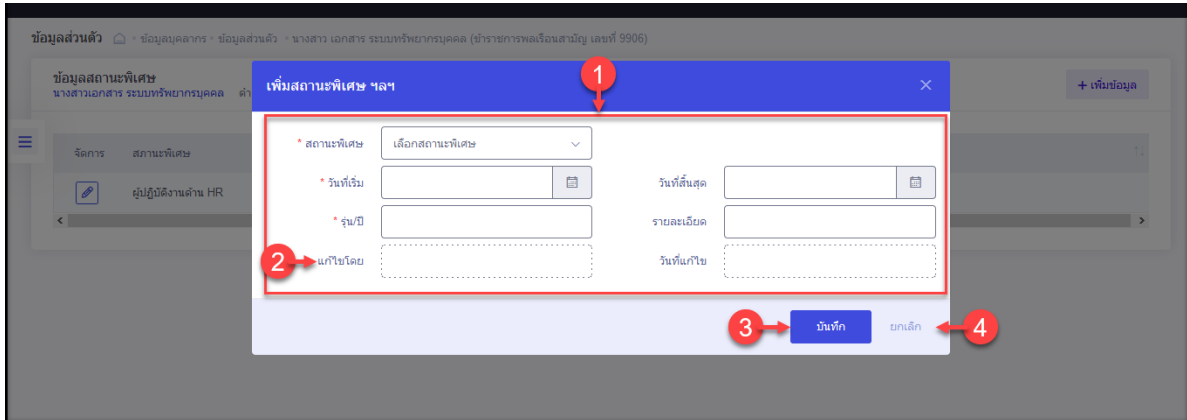 ข้อมูลส่วนตัว - ข้อมูลบุคลากร - ข้อมูลส่วนตัว - นางสาว เอกสาร ระบบทรัพยากรบุคคล (ข้าราชการพลเรือนสามัญ เลขที่ 9906)
ข้อมูลสถานะพิเศษ
นางสาวเอกสาร ระบบทรัพยากรบุคคล ตำ
+ เพิ่มข้อมูล
เพิ่มสถานะพิเศษ ฯลฯ
1
จัดการ สถานะพิเศษ
ผู้ปฏิบัติงานด้าน HR
* สถานะพิเศษ เลือกสถานะพิเศษ
* วันที่เริ่ม วันที่สิ้นสุด
* รุ่น/ปี รายละเอียด
2 แก้ไขโดย วันที่แก้ไข
3 บันทึก ยกเลิก 4